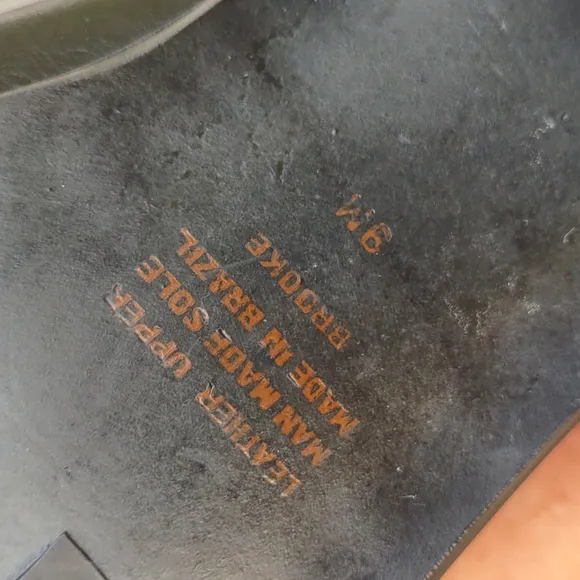 LEATHER UPPER
MAN MADE SOLE
MADE IN BRAZIL
BROOKE
9M